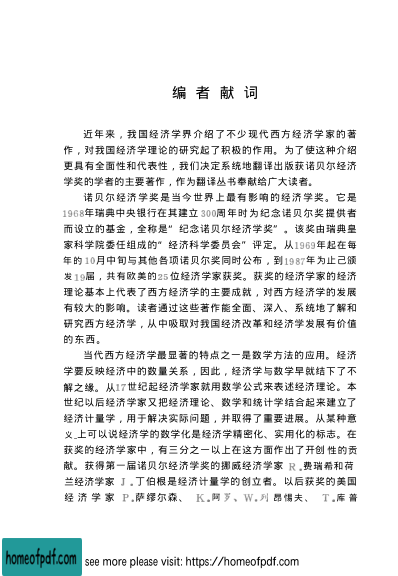 编者献词
近年来，我国经济学界介绍了不少现代西方经济学家的著
作，对我国经济学理论的研究起了积极的作用。为了使这种介绍
更具有全面性和代表性，我们决定系统地翻译出版获诺贝尔经济
学奖的学者的主要著作，作为翻译丛书奉献给广大读者。
诺贝尔经济学奖是当今世界上最有影响的经济学奖。它是
1968年瑞典中央银行在其建立300周年时为纪念诺贝尔奖提供者
而设立的基金，全称是“纪念诺贝尔经济学奖”。该奖由瑞典皇
家科学院委任组成的“经济科学委员会”评定。从1969年起在每
年的10月中旬与其他各项诺贝尔奖同时公布，到1987年为止已颁
发19届，共有欧美的25位经济学家获奖。获奖的经济学家的经济
理论基本上代表了西方经济学的主要成就，对西方经济学的发展
有较大的影响。读者通过这些著作能全面、深入、系统地了解和
研究西方经济学，从中吸取对我国经济改革和经济学发展有价值
的东西。
当代西方经济学最显著的特点之一是数学方法的应用。经济
学要反映经济中的数量关系，因此，经济学与数学早就结下了不
解之缘。从17世纪起经济学家就用数学公式来表述经济理论。本
世纪以后经济学家又把经济理论、数学和统计学结合起来建立了
经济计量学，用于解决实际问题，并取得了重要进展。从某种意
义上可以说经济学的数学化是经济学精密化、实用化的标志。在
获奖的经济学家中，有三分之一以上在这方面作出了开创性的贡
献。获得第一届诺贝尔经济学奖的挪威经济学家R.费瑞希和荷
兰经济学家J.丁伯根是经济计量学的创立者。以后获奖的美国
经济学家P.萨缪尔森、K.阿罗、W.列昂惕夫、T.库普
homeofpdf.com
see more please visit: https://homeofpdf.com